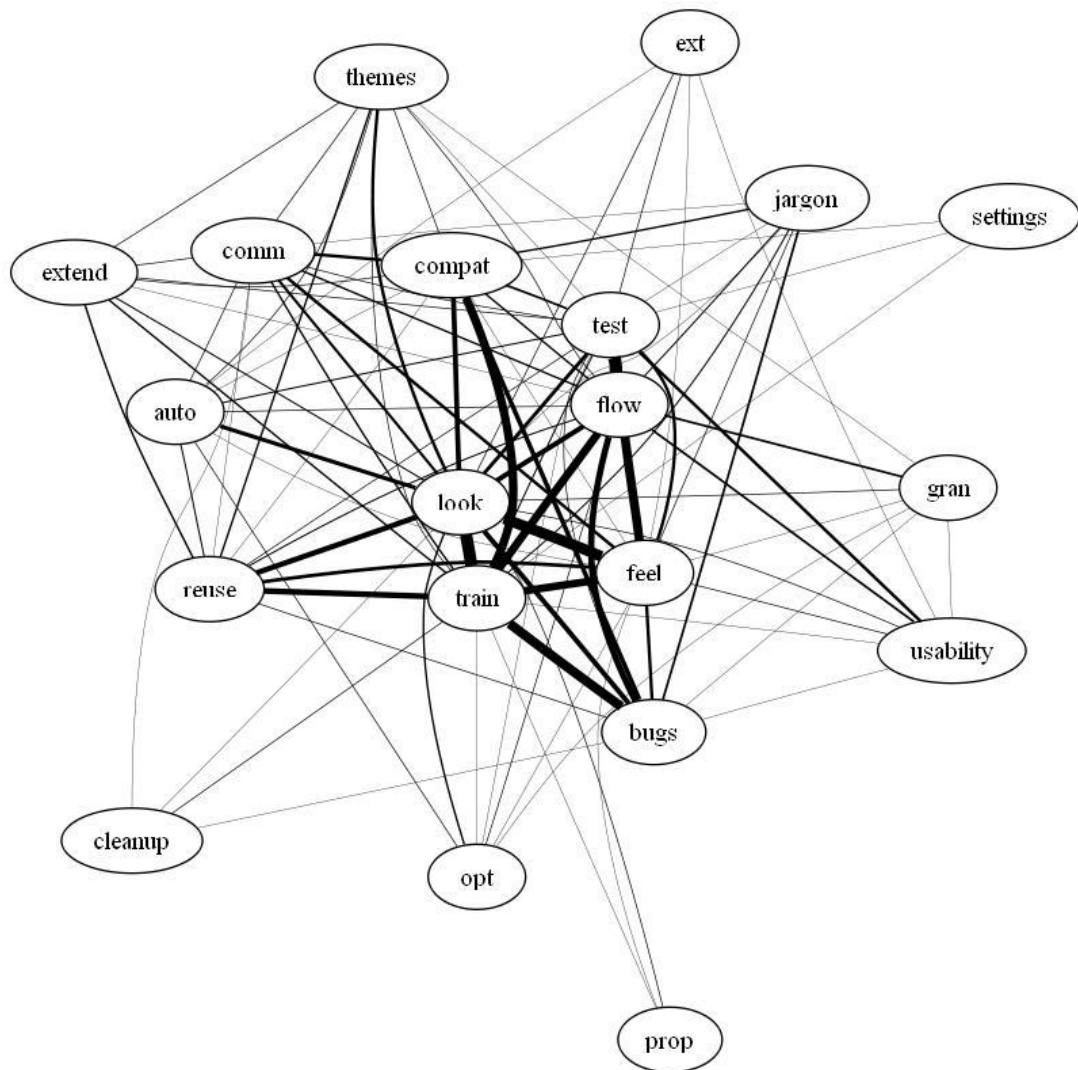 ext
themes
jargon
settings
comm
compat
extend
test
flow
auto
gran
look
feel
reuse
train
usability
bugs
cleanup
opt
prop